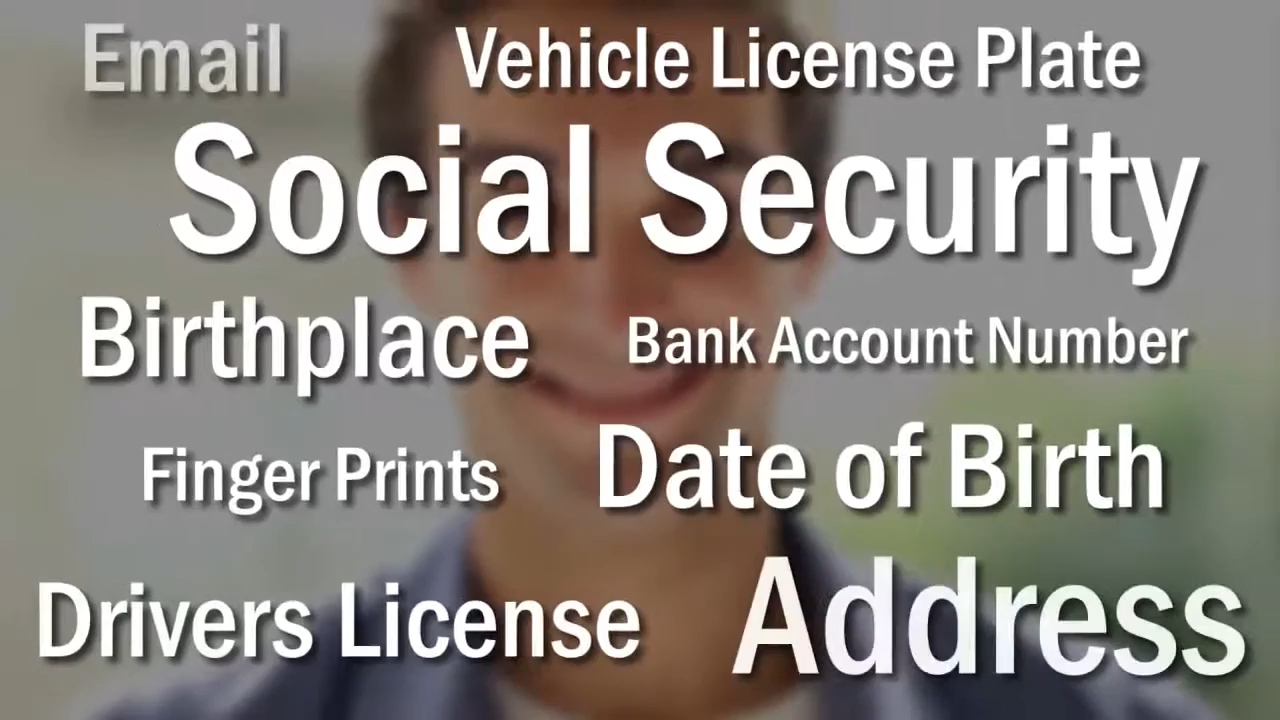 Email
Vehicle License Plate
Social Security
Birthplace
Bank Account Number
Finger Prints
Date of Birth
Drivers License
Address